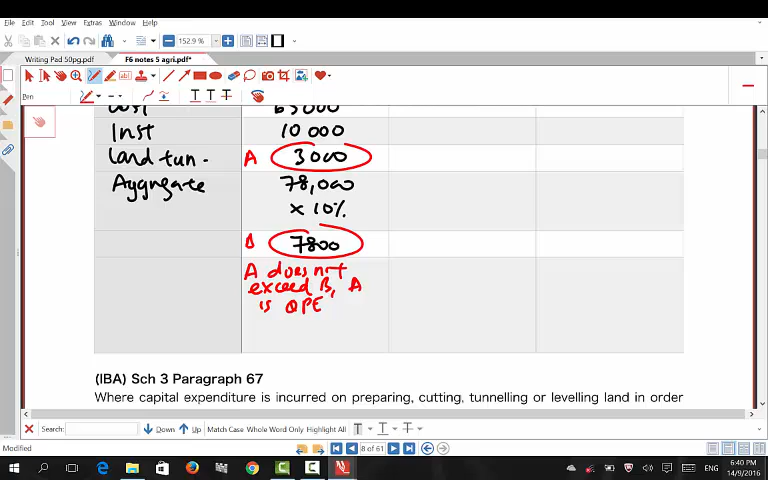 File Edit Tool View Extras Window Help
152.9 %
Writing Pad 50pg.pdf F6 notes 5 agri.pdf*
Pen
Cost 65000
Inst 10 000
Land tun - A 3000
Aggregate 78,000
x 10%
B 7800
A does not
exceed B, A
is QPE
(IBA) Sch 3 Paragraph 67
Where capital expenditure is incurred on preparing, cutting, tunnelling or levelling land in order
Search: Down Up Match Case Whole Word Only Highlight All
Modified 8 of 61
ENG 6:40 PM
14/9/2016